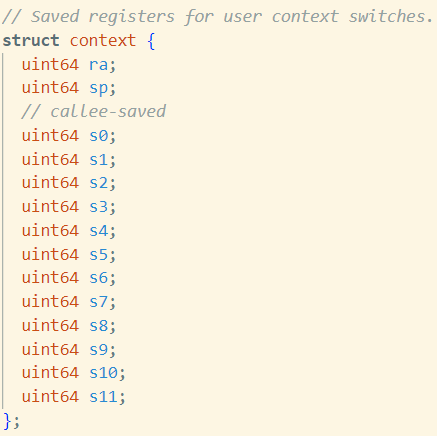 // Saved registers for user context switches.
struct context {
  uint64 ra;
  uint64 sp;
  // callee-saved
  uint64 s0;
  uint64 s1;
  uint64 s2;
  uint64 s3;
  uint64 s4;
  uint64 s5;
  uint64 s6;
  uint64 s7;
  uint64 s8;
  uint64 s9;
  uint64 s10;
  uint64 s11;
};